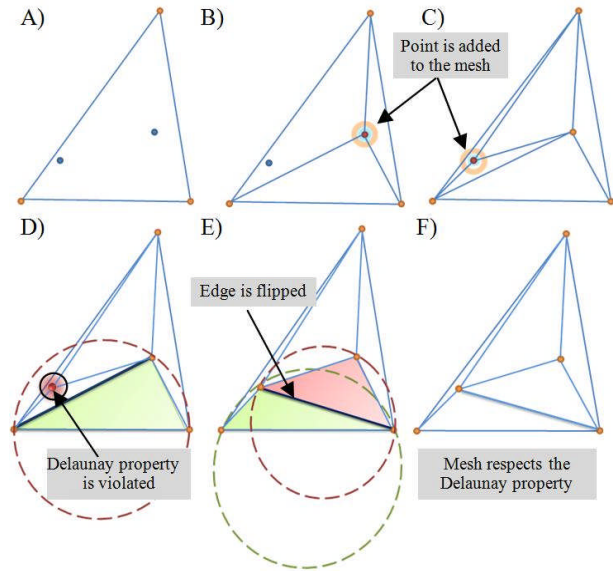 A)
B)
C)
Point is added
to the mesh
D)
E)
F)
Edge is flipped
Delaunay property
is violated
Mesh respects the
Delaunay property